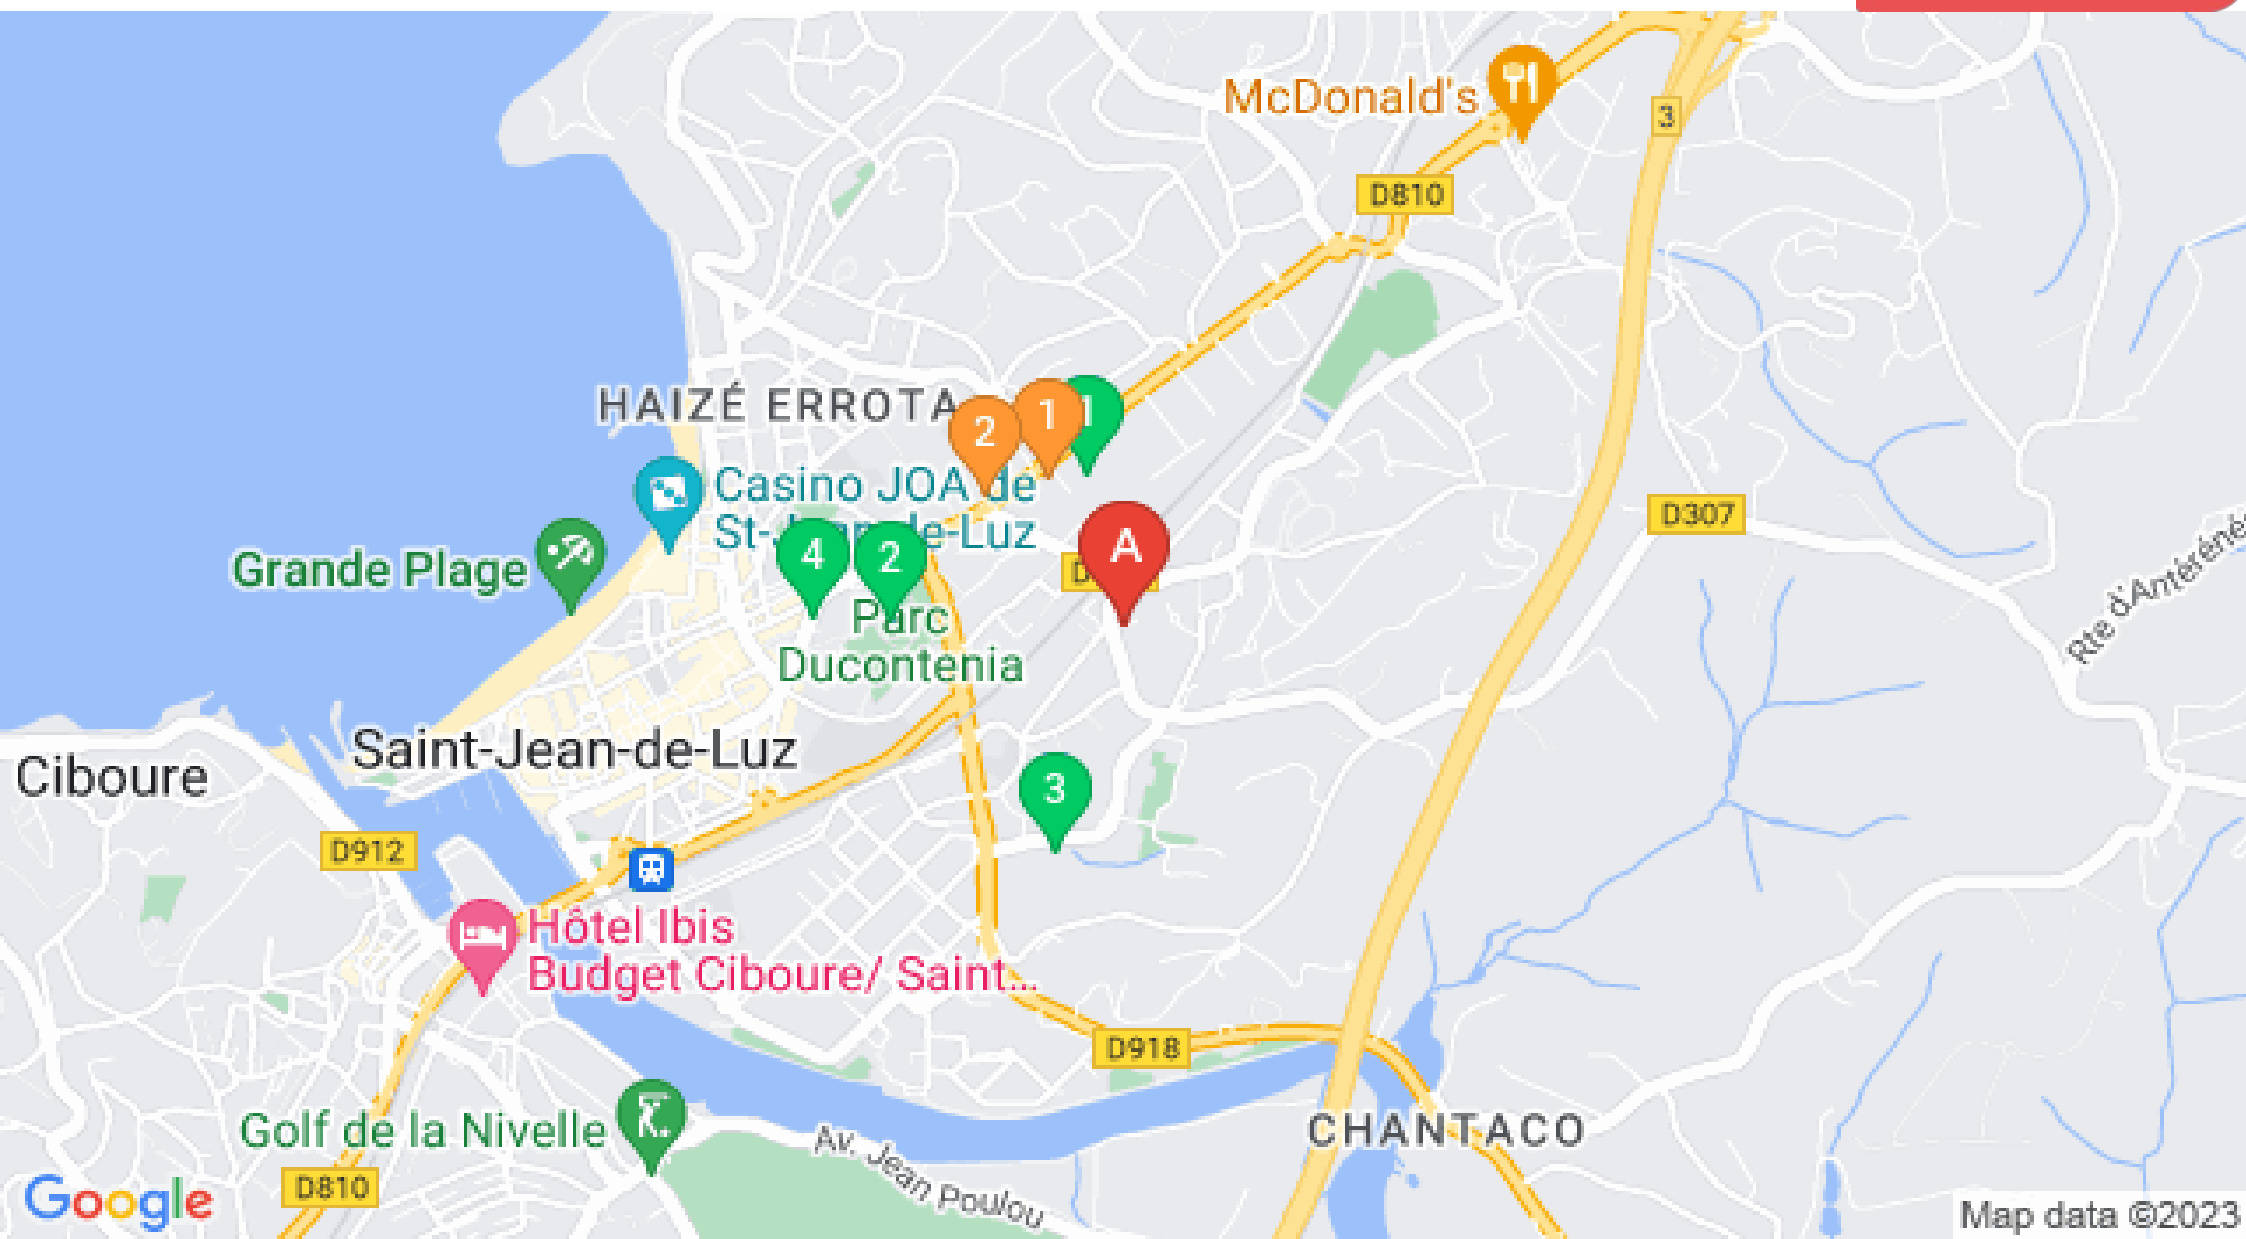 McDonald's
3
D810
HAIZÉ ERROTA
2
1
1
Casino JOA de
St-Jean-de-Luz
Grande Plage
4
2
A
D307
Parc
Ducontenia
Rte d'Antéréné
Saint-Jean-de-Luz
Ciboure
3
D912
Hôtel Ibis
Budget Ciboure/ Saint...
D918
CHANTACO
Golf de la Nivelle
Av. Jean Poulou
D810
Google
Map data ©2023